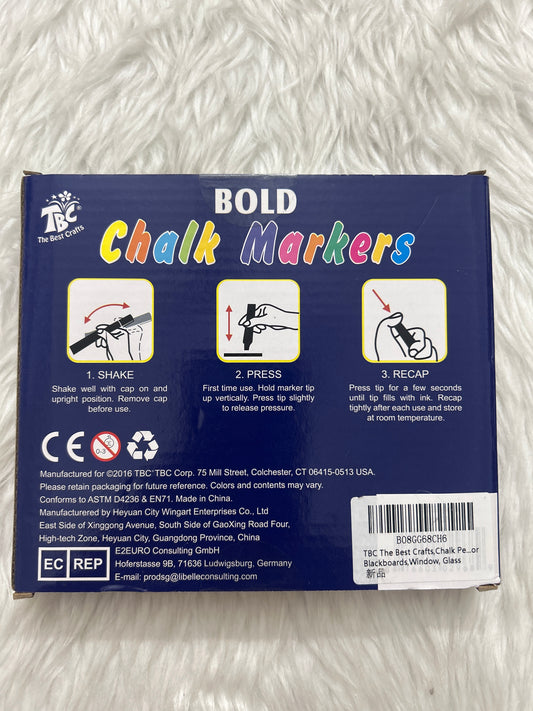 TBC®
The Best Crafts
BOLD
Chalk Markers
1. SHAKE
Shake well with cap on and
upright position. Remove cap
before use.
2. PRESS
First time use. Hold marker tip
up vertically. Press tip slightly
to release pressure.
3. RECAP
Press tip for a few seconds
until tip fills with ink. Recap
tightly after each use and store
at room temperature.
CE
0-3
Manufactured for ©2016 TBC® TBC Corp. 75 Mill Street, Colchester, CT 06415-0513 USA.
Please retain packaging for future reference. Colors and contents may vary.
Conforms to ASTM D4236 & EN71. Made in China.
Manufacturered by Heyuan City Wingart Enterprises Co., Ltd
East Side of Xinggong Avenue, South Side of GaoXing Road Four,
High-tech Zone, Heyuan City, Guangdong Province, China
EC REP
E2EURO Consulting GmbH
Hoferstasse 9B, 71636 Ludwigsburg, Germany
E-mail: prodsg@libelleconsulting.com
B08GG68CH6
TBC The Best Crafts,Chalk Pe...or
Blackboards,Window, Glass
新品